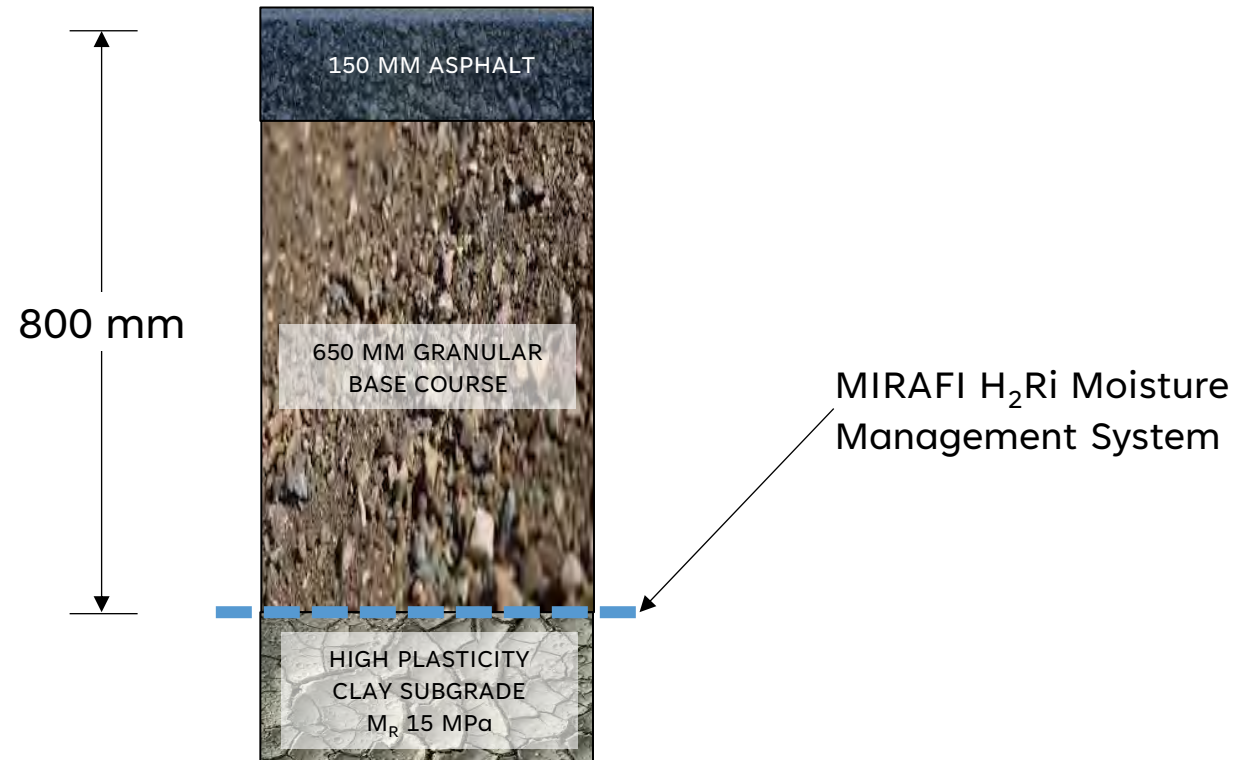 150 MM ASPHALT
800 mm
650 MM GRANULAR
BASE COURSE
MIRAFI H₂Ri Moisture
Management System
HIGH PLASTICITY
CLAY SUBGRADE
M_R 15 MPa